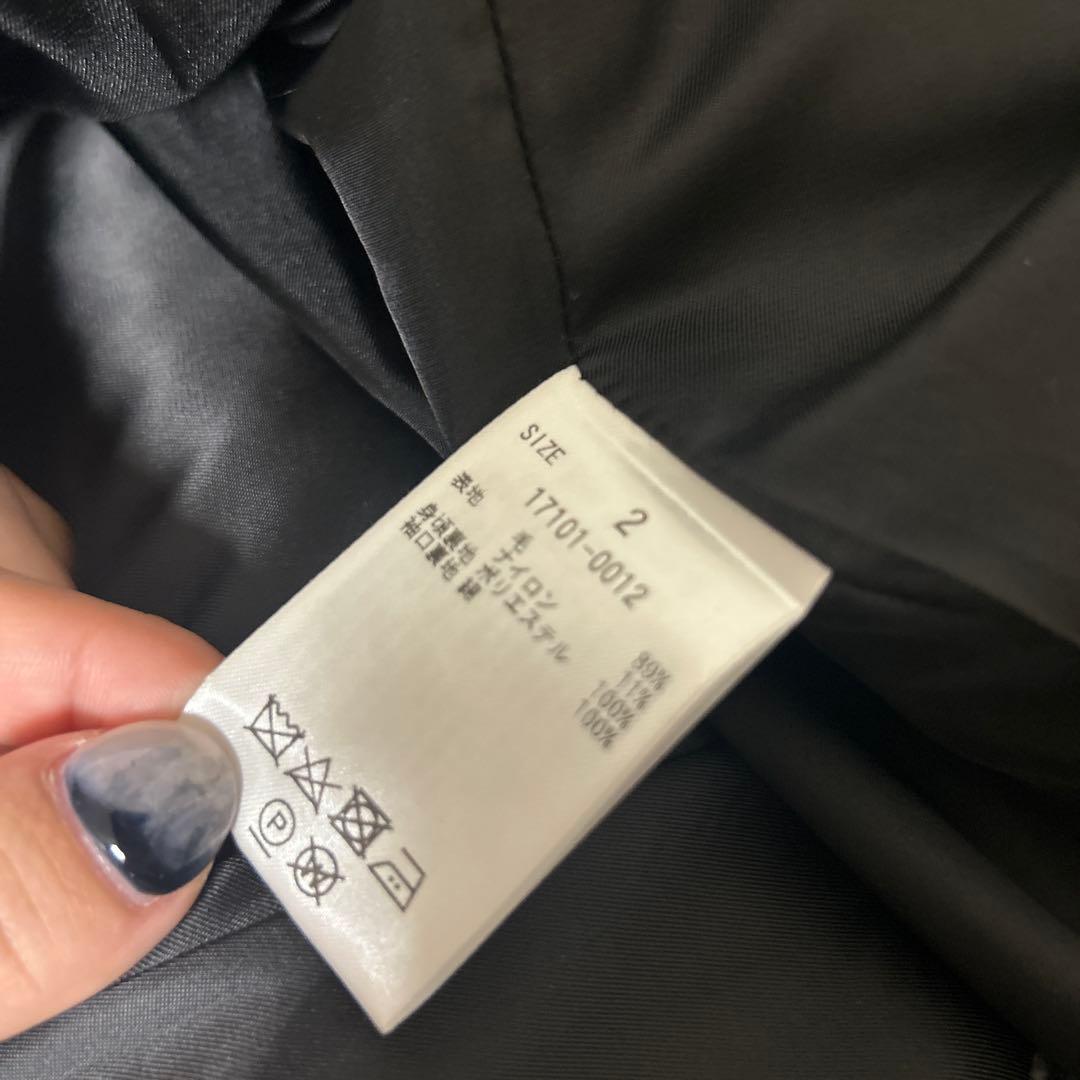 SIZE 2
17101-0012
表地 毛 89%
ナイロン 11%
身頃裏地 ポリエステル 100%
袖口裏地 綿 100%
P
W